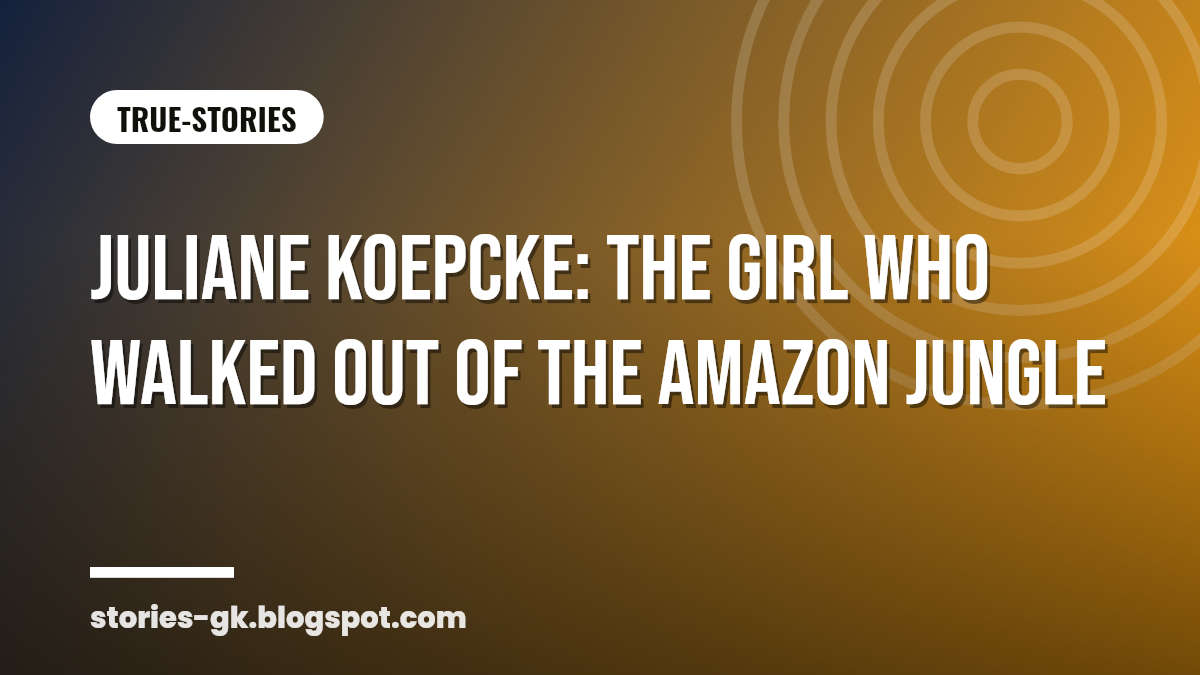 TRUE-STORIES
JULIANE KOEPCKE: THE GIRL WHO
WALKED OUT OF THE AMAZON JUNGLE
stories-gk.blogspot.com